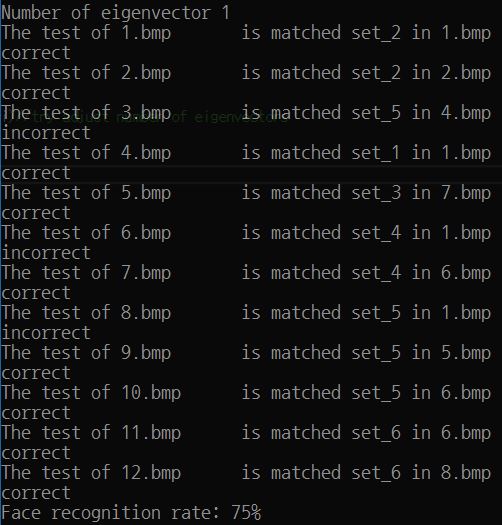 Number of eigenvector 1
The test of 1.bmp       is matched set_2 in 1.bmp
correct
The test of 2.bmp       is matched set_2 in 2.bmp
correct
The test of 3.bmp       is matched set_5 in 4.bmp
incorrect
The test of 4.bmp       is matched set_1 in 1.bmp
correct
The test of 5.bmp       is matched set_3 in 7.bmp
correct
The test of 6.bmp       is matched set_4 in 1.bmp
incorrect
The test of 7.bmp       is matched set_4 in 6.bmp
correct
The test of 8.bmp       is matched set_5 in 1.bmp
incorrect
The test of 9.bmp       is matched set_5 in 5.bmp
correct
The test of 10.bmp      is matched set_5 in 6.bmp
correct
The test of 11.bmp      is matched set_6 in 6.bmp
correct
The test of 12.bmp      is matched set_6 in 8.bmp
correct
Face recognition rate: 75%